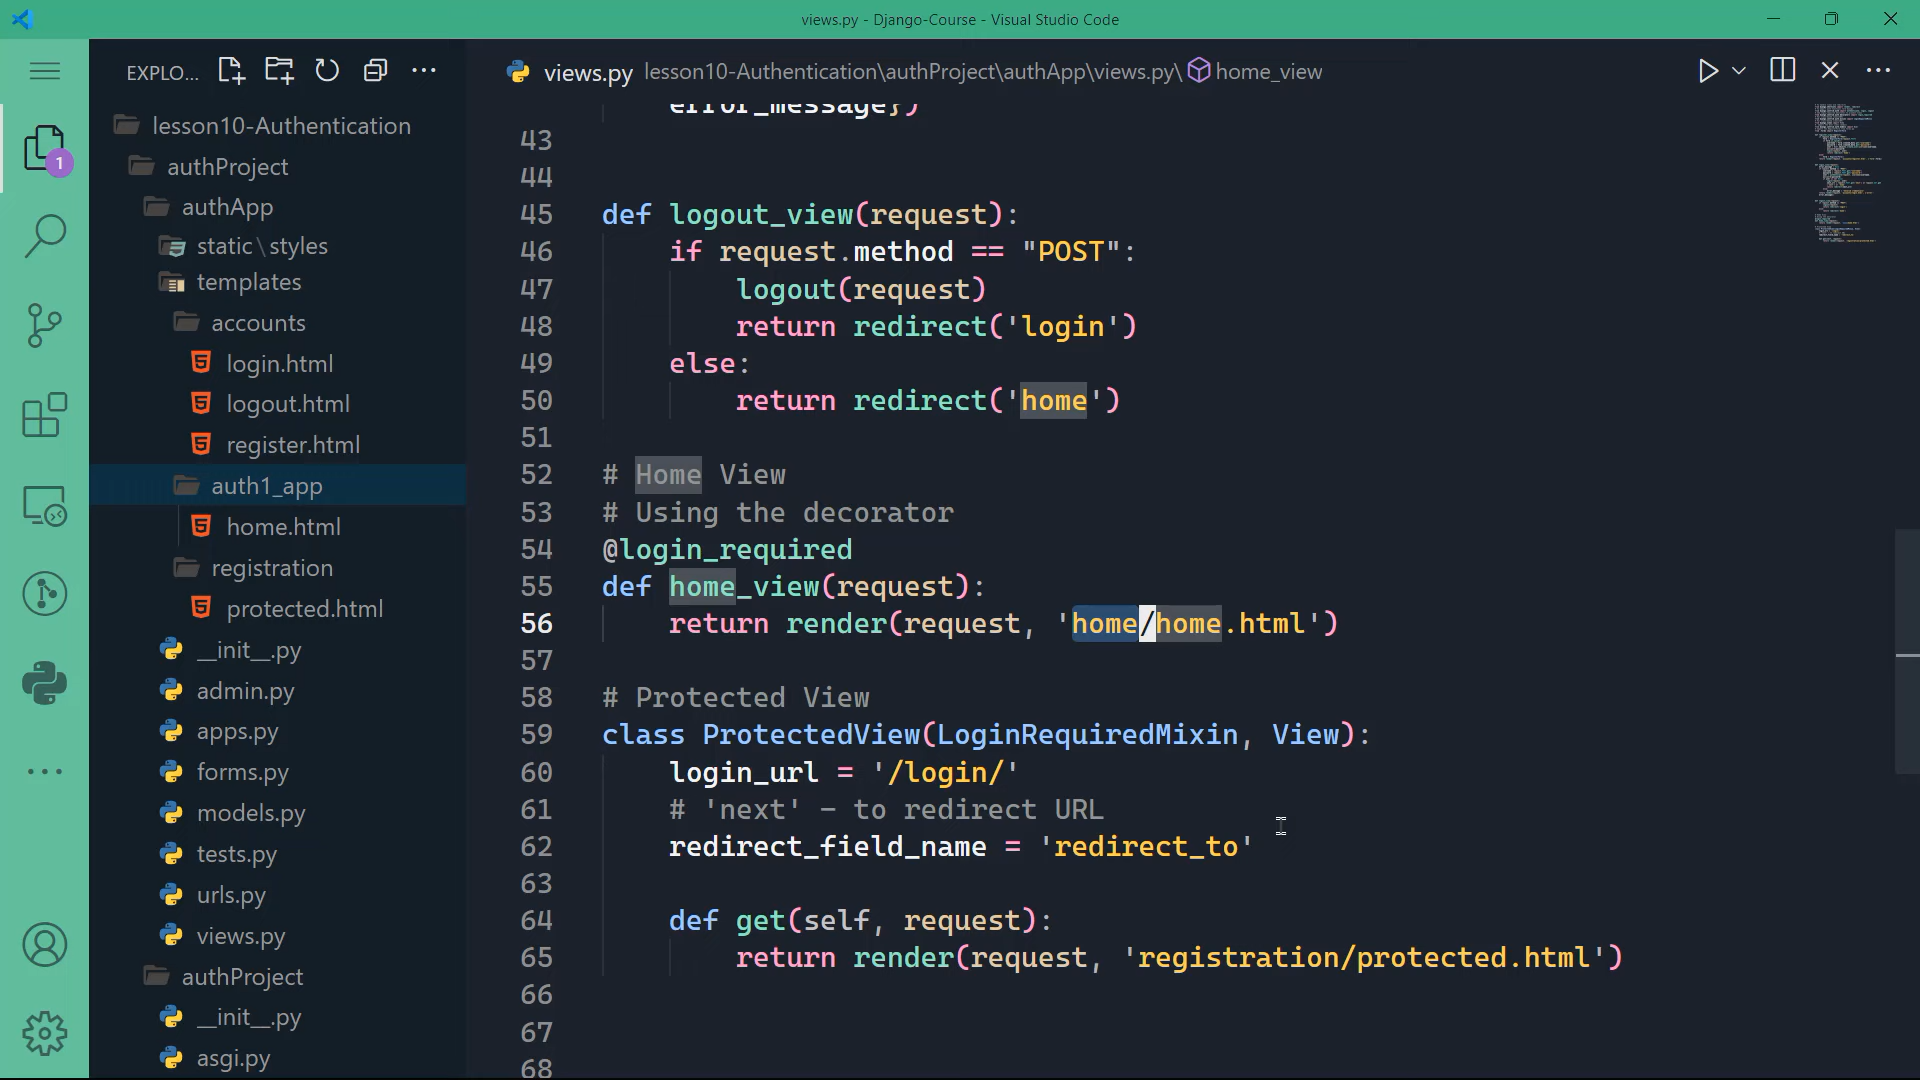 views.py - Django-Course - Visual Studio Code
EXPLO...
views.py lesson10-Authentication\authProject\authApp\views.py\ home_view
1
lesson10-Authentication
authProject
authApp
static\styles
templates
accounts
login.html
logout.html
register.html
auth1_app
home.html
registration
protected.html
__init__.py
admin.py
apps.py
forms.py
models.py
tests.py
urls.py
views.py
authProject
__init__.py
asgi.py
error_message})
43
44
45 def logout_view(request):
46 if request.method == "POST":
47 logout(request)
48 return redirect('login')
49 else:
50 return redirect('home')
51
52 # Home View
53 # Using the decorator
54 @login_required
55 def home_view(request):
56 return render(request, 'home/home.html')
57
58 # Protected View
59 class ProtectedView(LoginRequiredMixin, View):
60 login_url = '/login/'
61 # 'next' - to redirect URL
62 redirect_field_name = 'redirect_to'
63
64 def get(self, request):
65 return render(request, 'registration/protected.html')
66
67
68